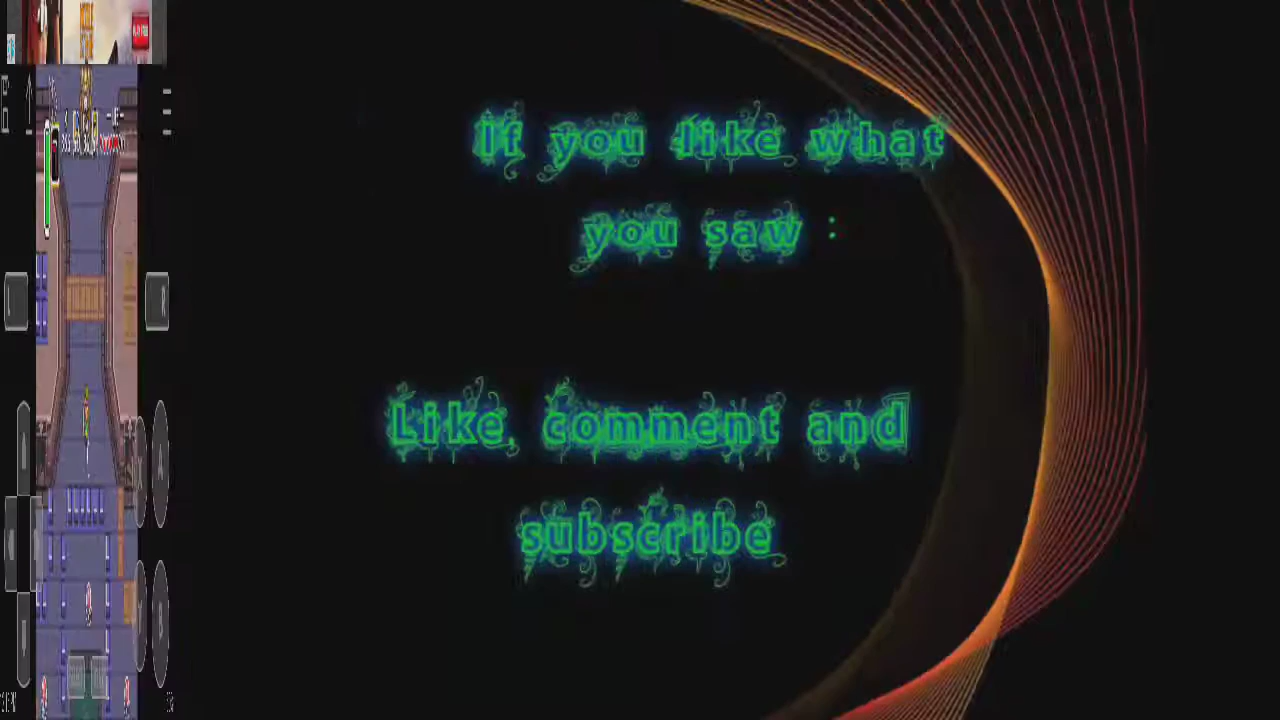 If you like what
you saw :
Like, comment and
subscribe
L
R
A
Y
B